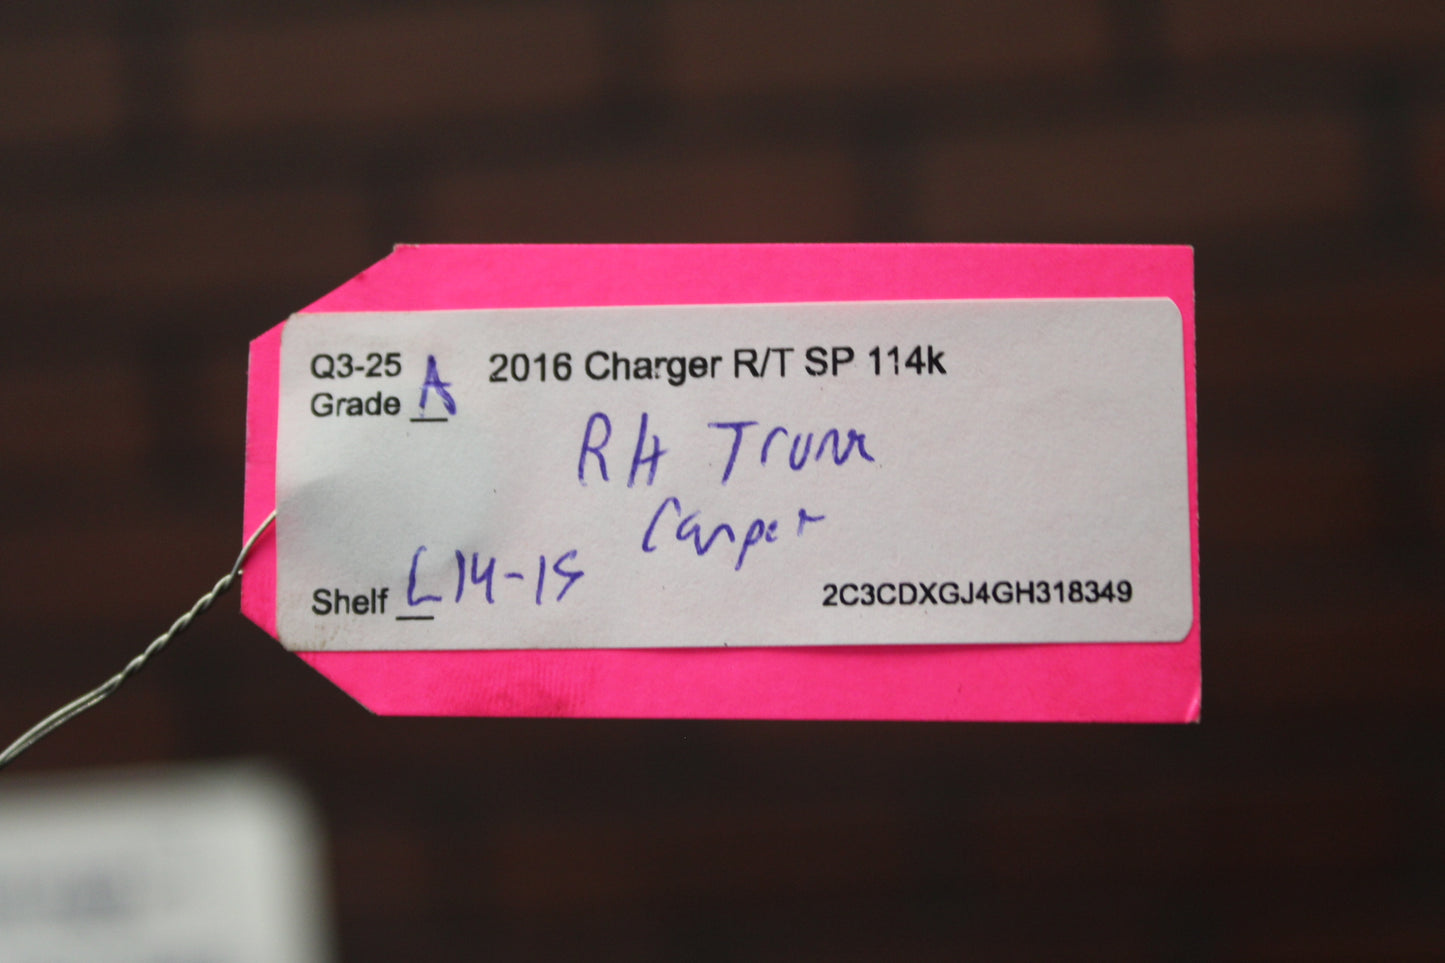 Q3-25
Grade A
2016 Charger R/T SP 114k
RH Trunk
Carpet
Shelf L14-15
2C3CDXGJ4GH318349